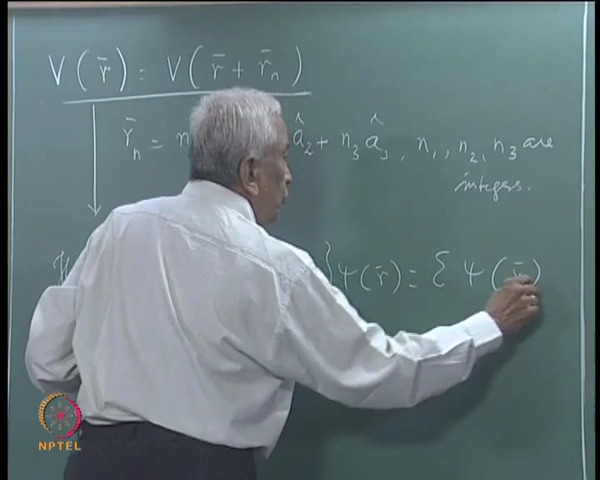 V(r̄) = V(r̄ + r̄ₙ)
r̄ₙ = n â₂ + n₃ â₃, n₁, n₂, n₃ are
integers.
} ψ(r̄) = ℰ ψ(r̄)
NPTEL